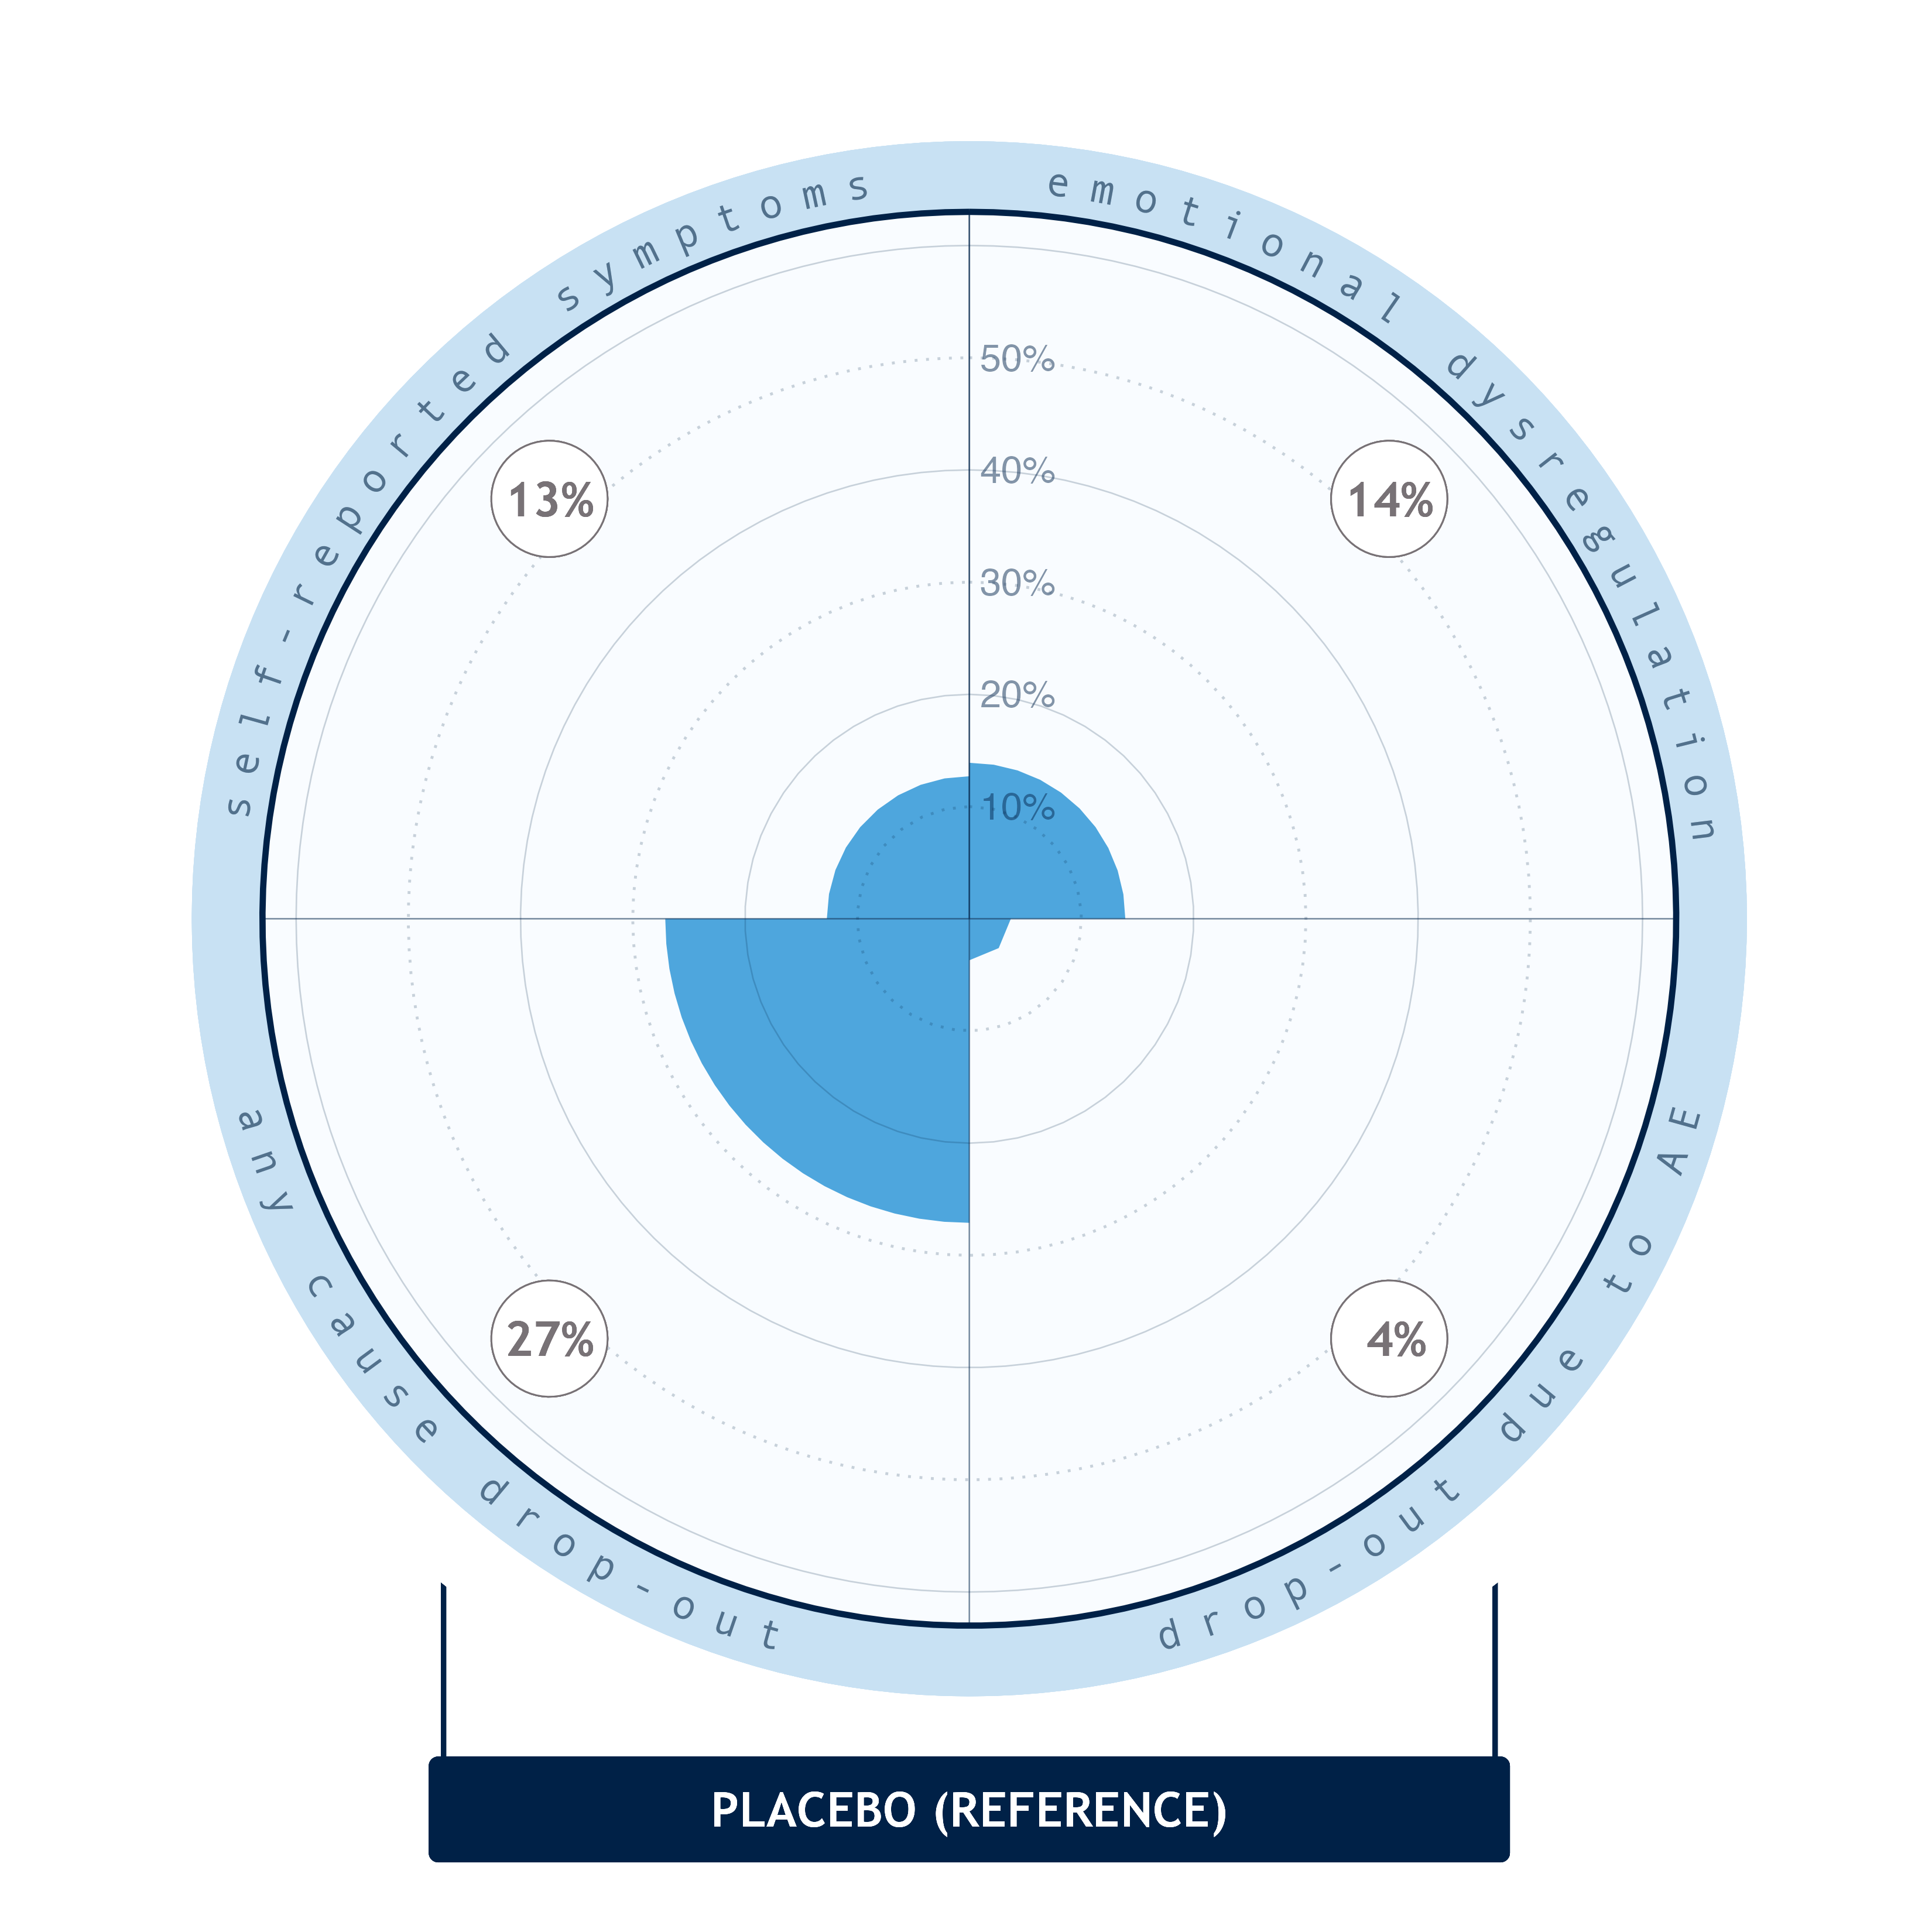 self-reported symptoms
emotional dysregulation
50%
40%
30%
20%
10%
13%
14%
27%
4%
any cause drop-out
drop-out due to AE
PLACEBO (REFERENCE)